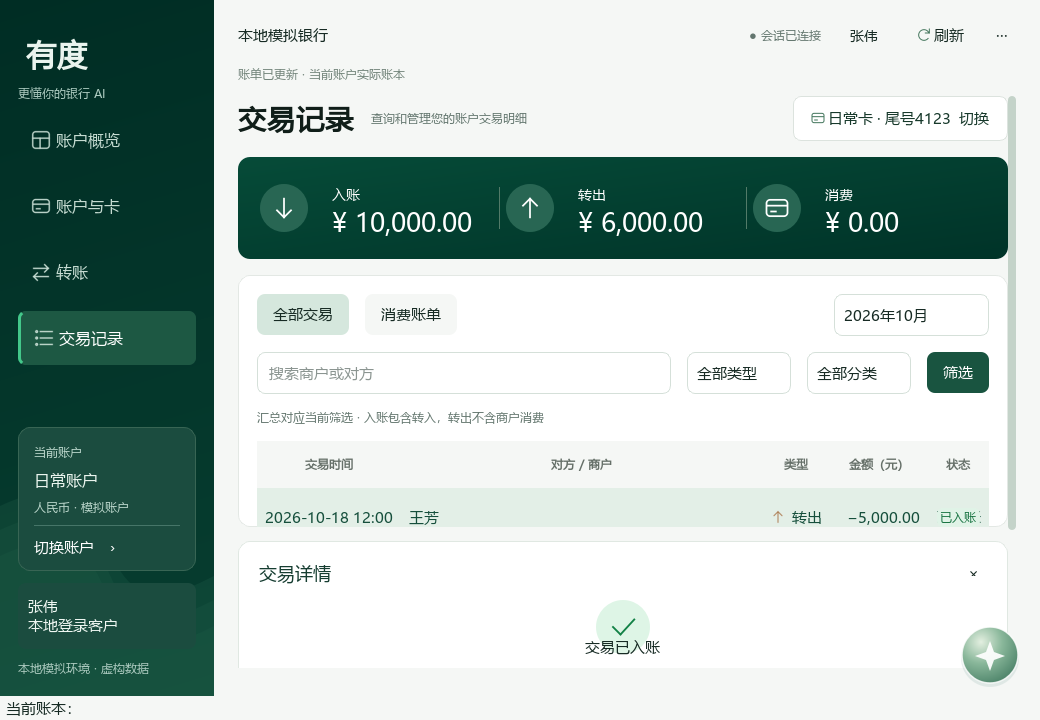 有度
更懂你的银行 AI
账户概览
账户与卡
转账
交易记录
当前账户
日常账户
人民币 · 模拟账户
切换账户 ›
张伟
本地登录客户
本地模拟环境 · 虚构数据
当前账本：
本地模拟银行
● 会话已连接 张伟 刷新 ···
账单已更新 · 当前账户实际账本
交易记录 查询和管理您的账户交易明细
日常卡 · 尾号4123 切换
入账
¥ 10,000.00
转出
¥ 6,000.00
消费
¥ 0.00
全部交易 消费账单 2026年10月
搜索商户或对方 全部类型 全部分类 筛选
汇总对应当前筛选 · 入账包含转入，转出不含商户消费
交易时间 对方 / 商户 类型 金额（元） 状态
2026-10-18 12:00 王芳 ↑ 转出 −5,000.00 已入账
交易详情 ×
交易已入账